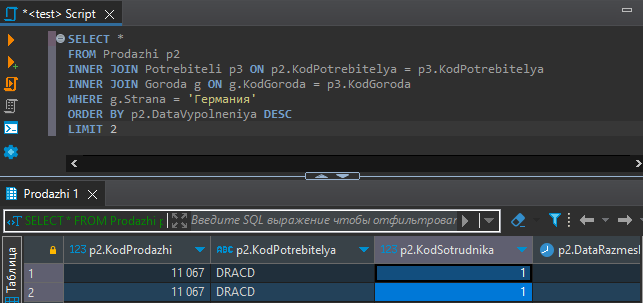 *<test> Script
SELECT *
FROM Prodazhi p2
INNER JOIN Potrebiteli p3 ON p2.KodPotrebitelya = p3.KodPotrebitelya
INNER JOIN Goroda g ON g.KodGoroda = p3.KodGoroda
WHERE g.Strana = 'Германия'
ORDER BY p2.DataVypolneniya DESC
LIMIT 2
Prodazhi 1
SELECT * FROM Prodazhi p Введите SQL выражение чтобы отфильтроват
Таблица
123 p2.KodProdazhi ABC p2.KodPotrebitelya 123 p2.KodSotrudnika p2.DataRazmes
1 11 067 DRACD 1
2 11 067 DRACD 1